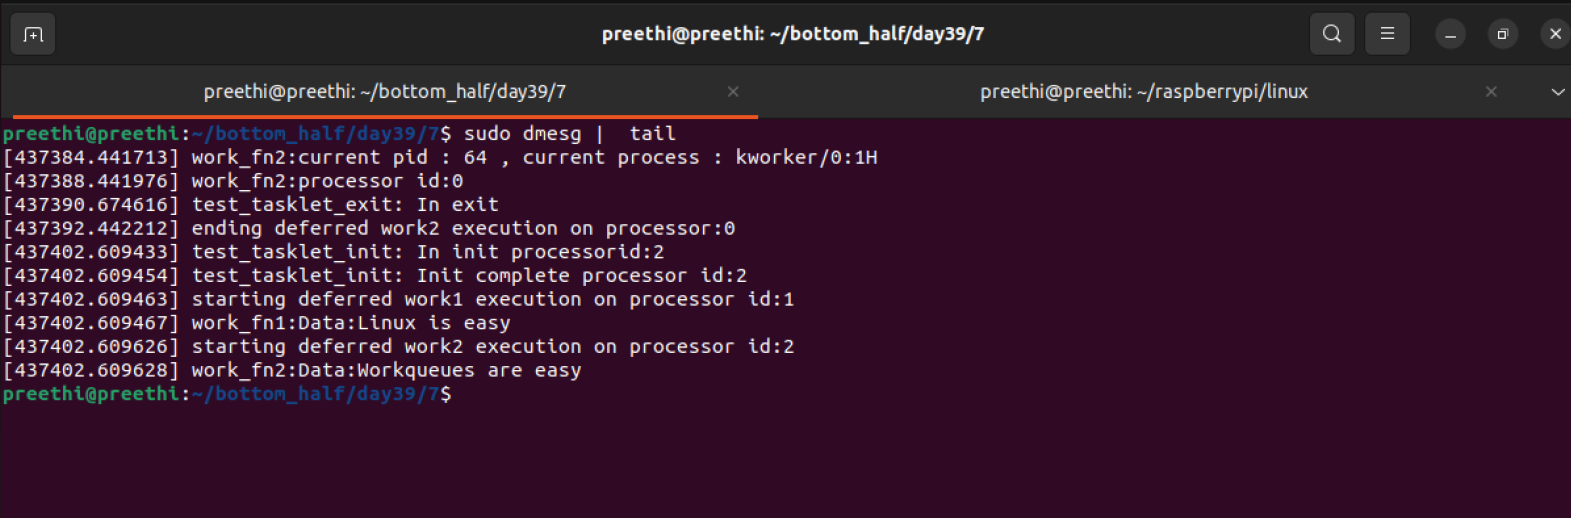 preethi@preethi: ~/bottom_half/day39/7
preethi@preethi: ~/bottom_half/day39/7
preethi@preethi: ~/raspberrypi/linux
preethi@preethi:~/bottom_half/day39/7$ sudo dmesg |  tail
[437384.441713] work_fn2:current pid : 64 , current process : kworker/0:1H
[437388.441976] work_fn2:processor id:0
[437390.674616] test_tasklet_exit: In exit
[437392.442212] ending deferred work2 execution on processor:0
[437402.609433] test_tasklet_init: In init processorid:2
[437402.609454] test_tasklet_init: Init complete processor id:2
[437402.609463] starting deferred work1 execution on processor id:1
[437402.609467] work_fn1:Data:Linux is easy
[437402.609626] starting deferred work2 execution on processor id:2
[437402.609628] work_fn2:Data:Workqueues are easy
preethi@preethi:~/bottom_half/day39/7$